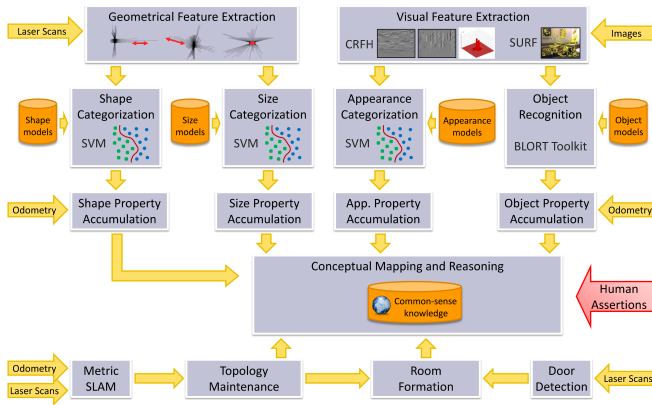 Geometrical Feature Extraction
Visual Feature Extraction
Laser Scans
CRFH
SURF
Images
Shape
Categorization
SVM
Size
Categorization
SVM
Appearance
Categorization
SVM
Object
Recognition
BLORT Toolkit
Shape
models
Size
models
Appearance
models
Object
models
Odometry
Shape Property
Accumulation
Size Property
Accumulation
App. Property
Accumulation
Object Property
Accumulation
Odometry
Conceptual Mapping and Reasoning
Common-sense
knowledge
Human
Assertions
Odometry
Laser Scans
Metric
SLAM
Topology
Maintenance
Room
Formation
Door
Detection
Laser Scans